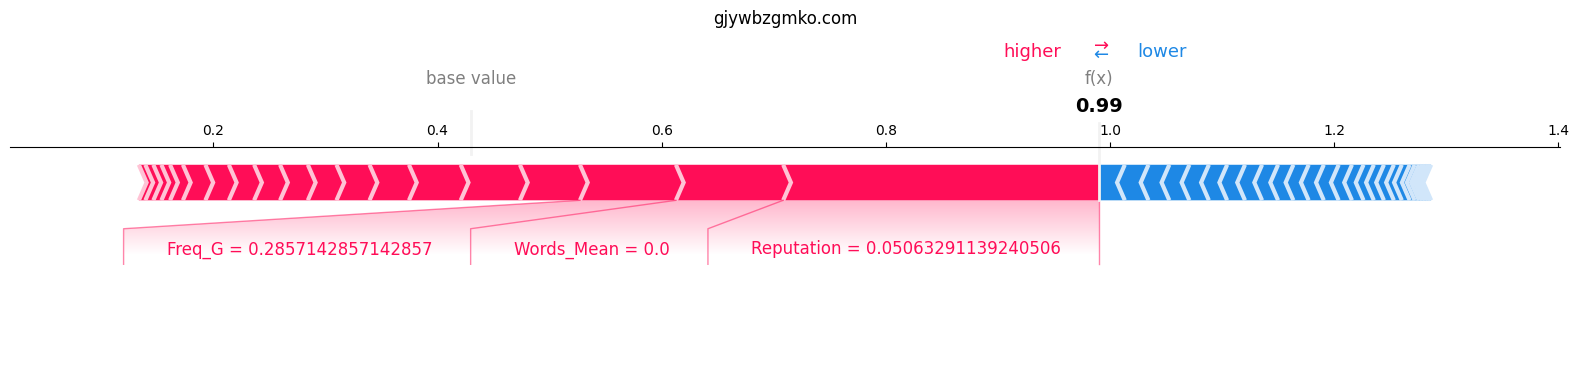 gjywbzgmko.com
higher ⇄ lower
base value f(x)
0.99
0.2 0.4 0.6 0.8 1.0 1.2 1.4
Freq_G = 0.2857142857142857 Words_Mean = 0.0 Reputation = 0.05063291139240506